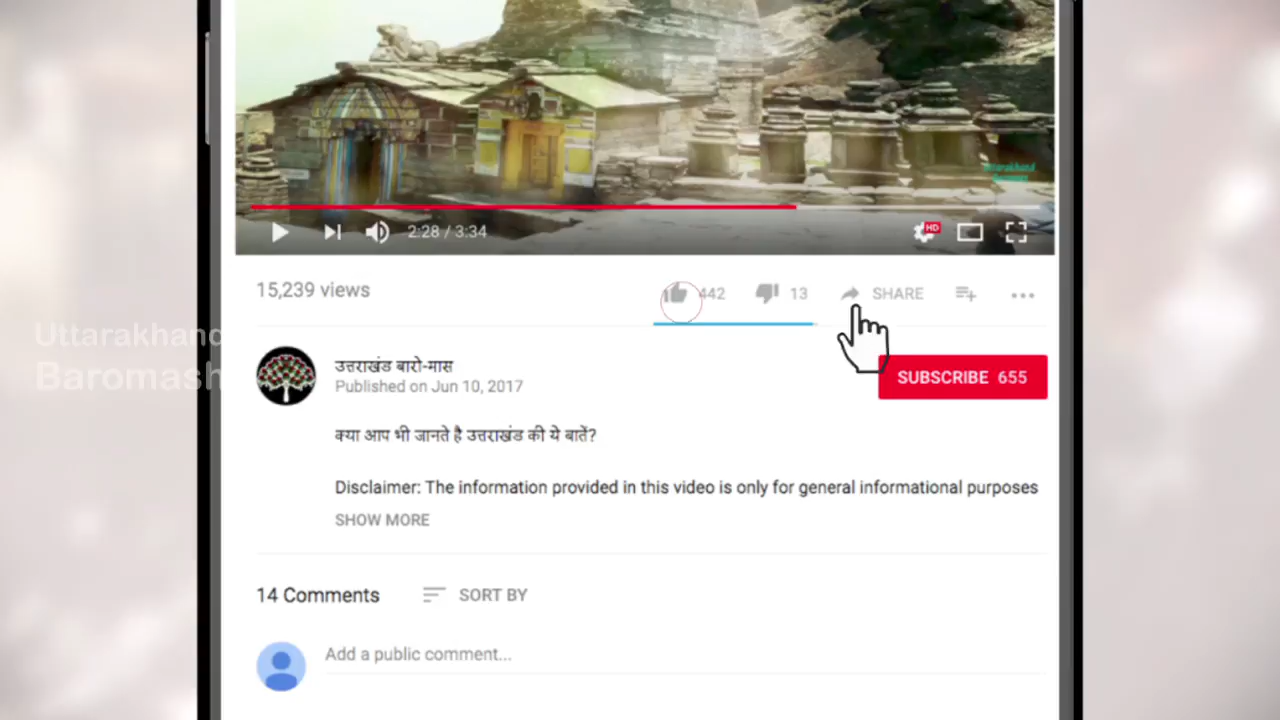 Uttarakhand
HD
2:28 / 3:34
15,239 views
442
13
SHARE
Uttarakhand
Baromash
उत्तराखंड बारो-मास
Published on Jun 10, 2017
SUBSCRIBE 655
क्या आप भी जानते है उत्तराखंड की ये बातें?
Disclaimer: The information provided in this video is only for general informational purposes
SHOW MORE
14 Comments
SORT BY
Add a public comment...